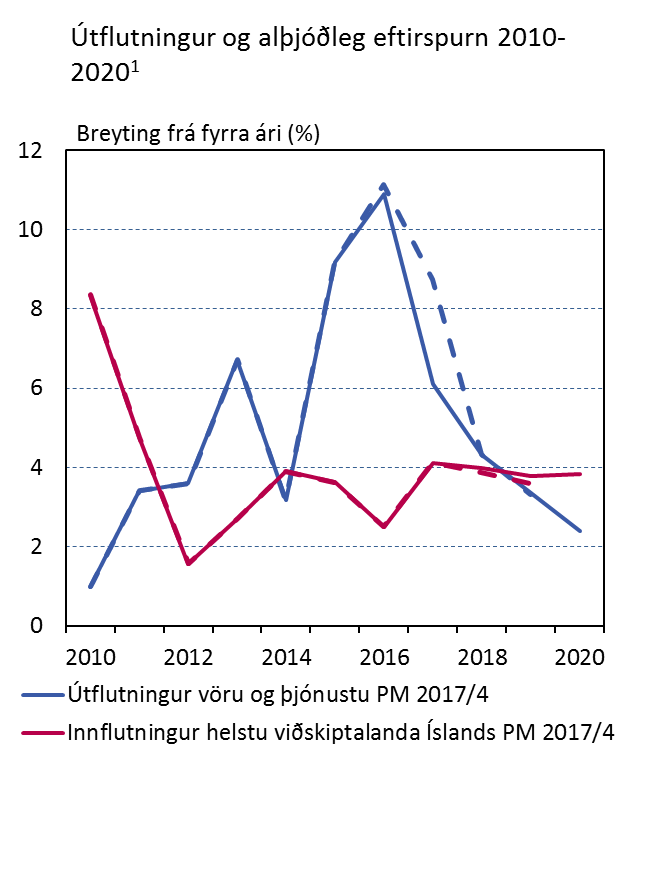 Útflutningur og alþjóðleg eftirspurn 2010-
2020¹
Breyting frá fyrra ári (%)
12
10
8
6
4
2
0
2010 2012 2014 2016 2018 2020
Útflutningur vöru og þjónustu PM 2017/4
Innflutningur helstu viðskiptalanda Íslands PM 2017/4